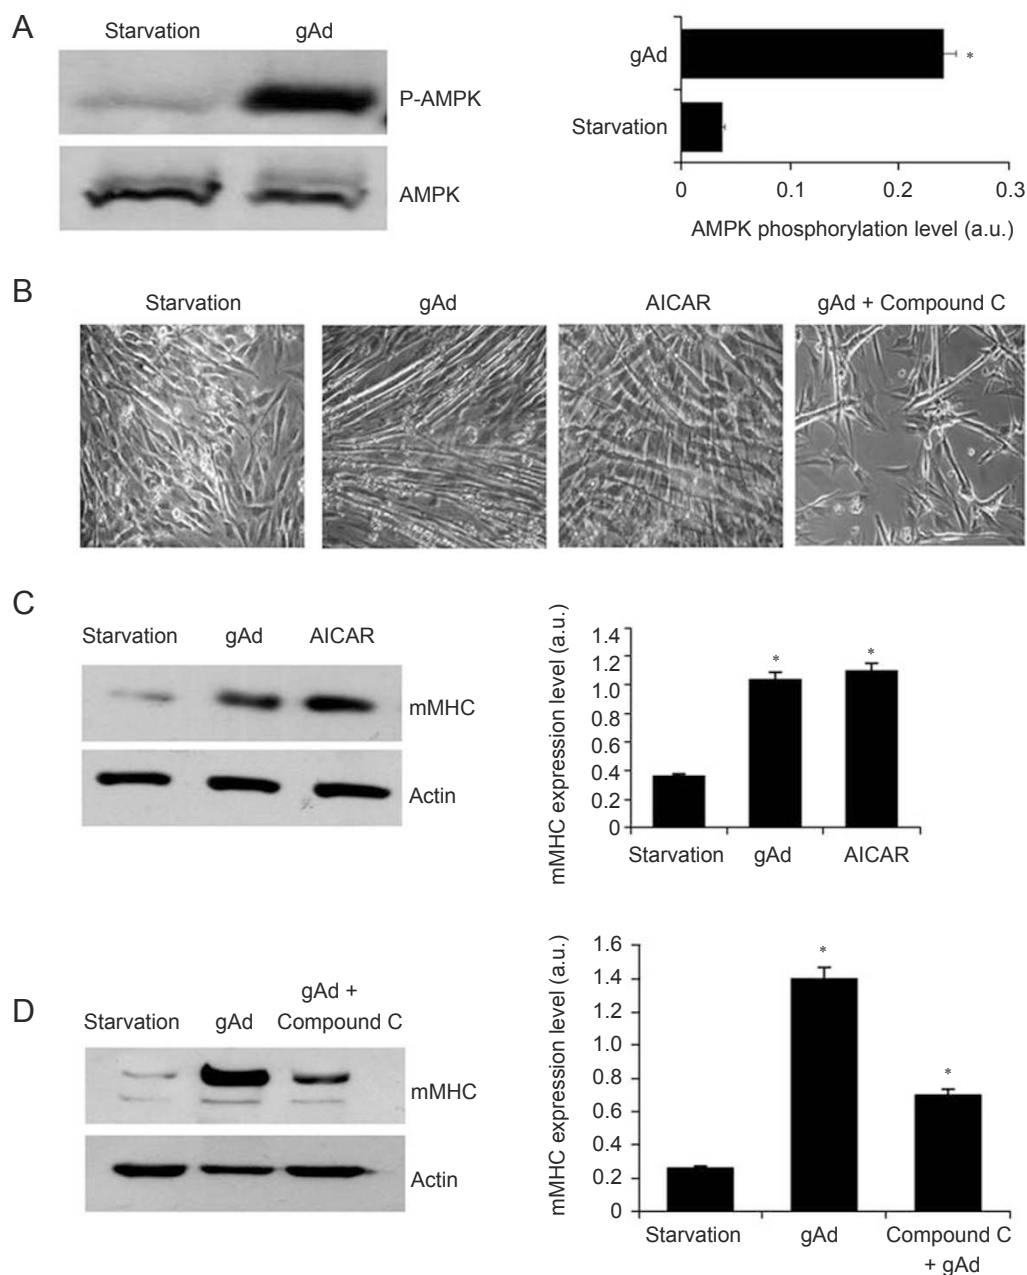 A
Starvation gAd
P-AMPK
AMPK
gAd
*
Starvation
0 0.1 0.2 0.3
AMPK phosphorylation level (a.u.)
B
Starvation gAd AICAR gAd + Compound C
C
Starvation gAd AICAR
mMHC
Actin
mMHC expression level (a.u.)
1.4
1.2
1.0
0.8
0.6
0.4
0.2
0
* *
Starvation gAd AICAR
D
gAd +
Starvation gAd Compound C
mMHC
Actin
mMHC expression level (a.u.)
1.6
1.4
1.2
1.0
0.8
0.6
0.4
0.2
0
*
*
Starvation gAd Compound C
+ gAd